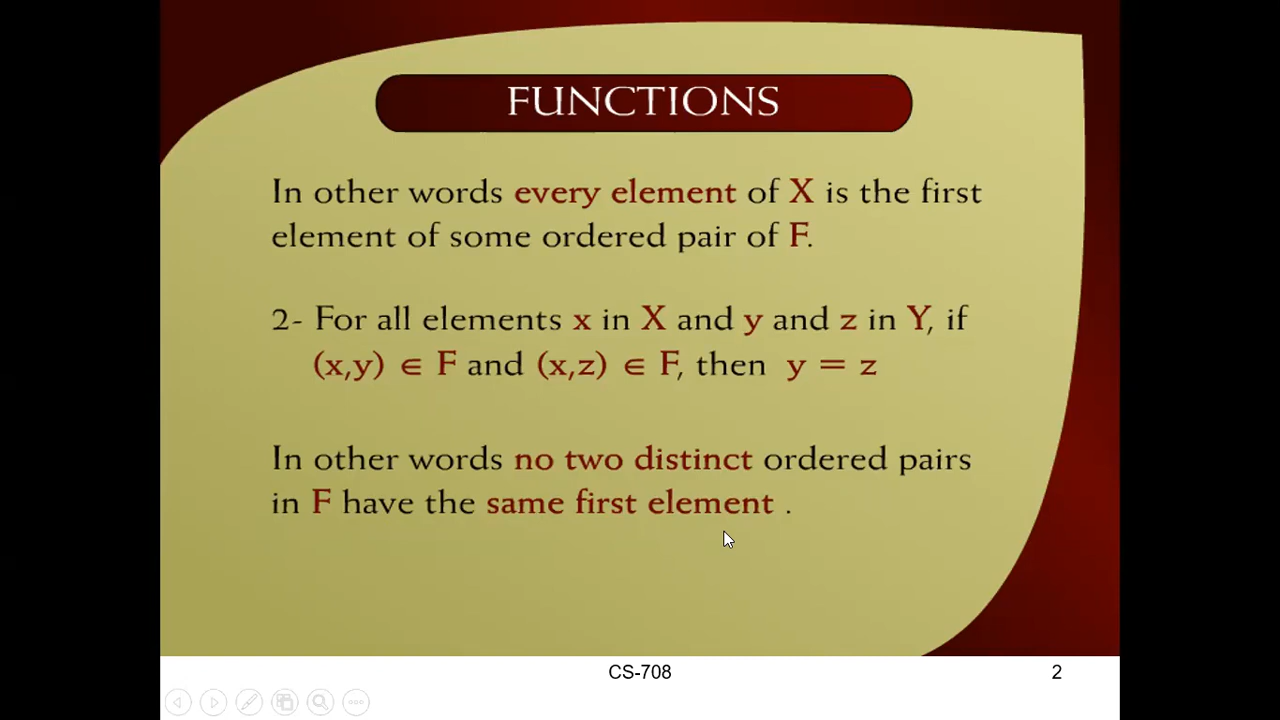 FUNCTIONS
In other words every element of X is the first
element of some ordered pair of F.
2- For all elements x in X and y and z in Y, if
(x,y) ∈ F and (x,z) ∈ F, then y = z
In other words no two distinct ordered pairs
in F have the same first element .
CS-708
2